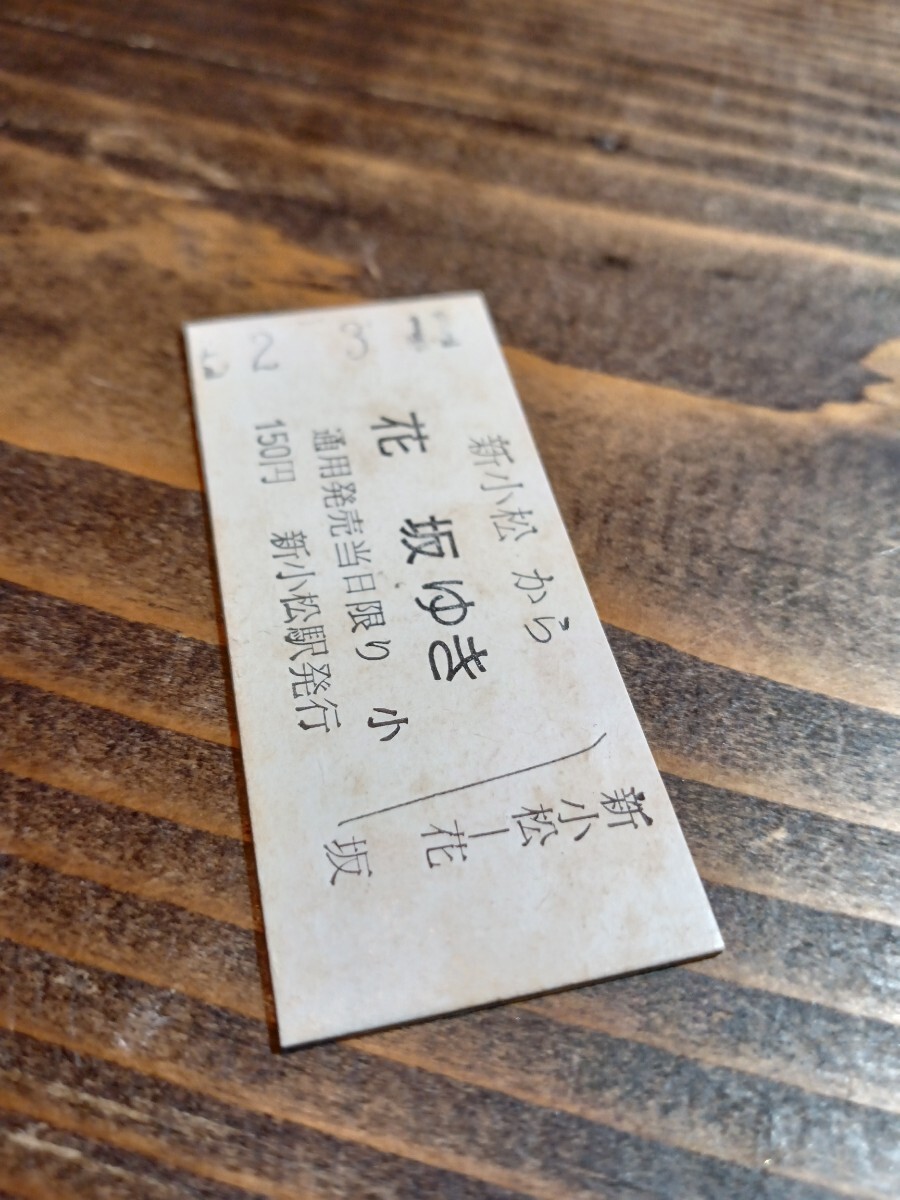 新小松から
花坂ゆき
通用発売当日限り 小
150円 新小松駅発行
新小松―花坂
2 3